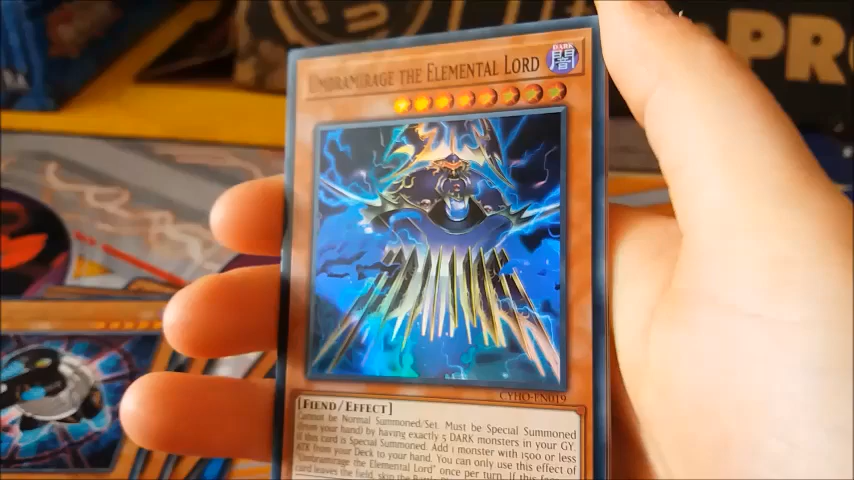 PRO
UMBRAMIRAGE THE ELEMENTAL LORD
DARK
闇
CYHO-EN019
[FIEND/EFFECT]
Cannot be Normal Summoned/Set. Must be Special Summoned
(from your hand) by having exactly 5 DARK monsters in your GY.
If this card is Special Summoned: Add 1 monster with 1500 or less
ATK from your Deck to your hand. You can only use this effect of
"Umbramirage the Elemental Lord" once per turn. If this face-
card leaves the field, skip the